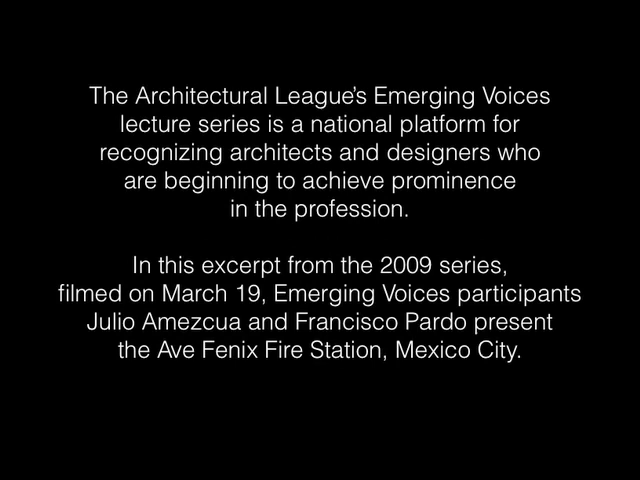 The Architectural League’s Emerging Voices
lecture series is a national platform for
recognizing architects and designers who
are beginning to achieve prominence
in the profession.
In this excerpt from the 2009 series,
filmed on March 19, Emerging Voices participants
Julio Amezcua and Francisco Pardo present
the Ave Fenix Fire Station, Mexico City.